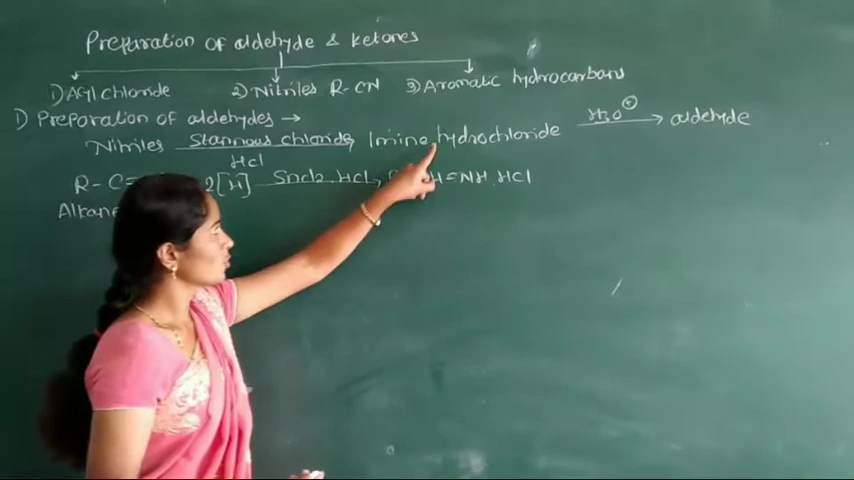 Preparation of aldehyde & ketones
1) Acyl chloride 2) Nitriles R-CN 3) Aromatic hydrocarbons
1) Preparation of aldehydes →
Nitriles Stannous chloride HCl → Imine hydrochloride H₃O⊕ → aldehyde
R-C 2[H] SnCl2.HCl → H=NH.HCl